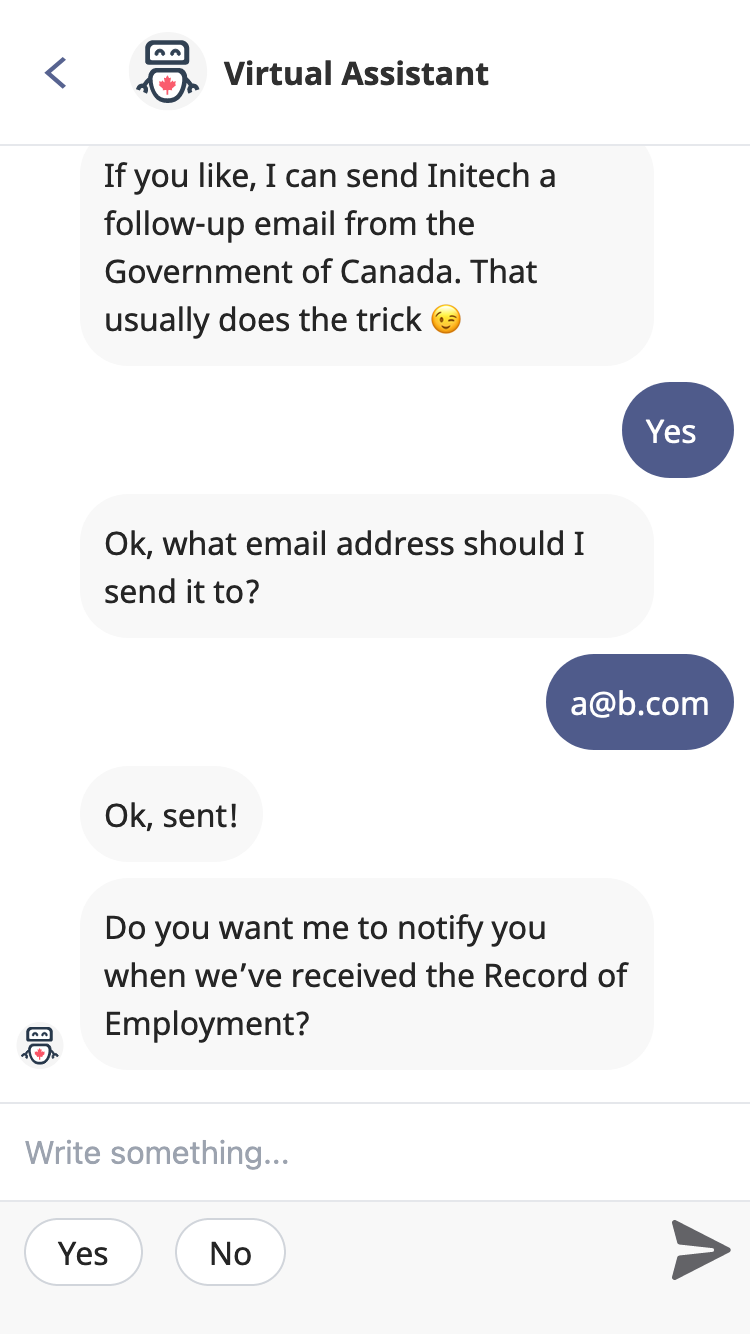 Virtual Assistant
If you like, I can send Initech a
follow-up email from the
Government of Canada. That
usually does the trick 😉
Yes
Ok, what email address should I
send it to?
a@b.com
Ok, sent!
Do you want me to notify you
when we’ve received the Record of
Employment?
Write something...
Yes
No